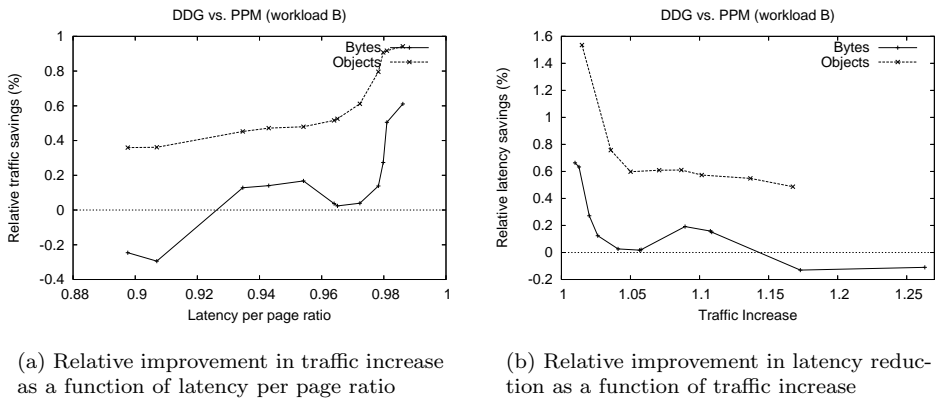 DDG vs. PPM (workload B)
1
0.8
0.6
0.4
0.2
0
-0.2
-0.4
0.88
0.9
0.92
0.94
0.96
0.98
1
Relative traffic savings (%)
Latency per page ratio
Bytes
Objects
DDG vs. PPM (workload B)
1.6
1.4
1.2
1
0.8
0.6
0.4
0.2
0
-0.2
1
1.05
1.1
1.15
1.2
1.25
Relative latency savings (%)
Traffic Increase
Bytes
Objects
(a) Relative improvement in traffic increase
as a function of latency per page ratio
(b) Relative improvement in latency reduc-
tion as a function of traffic increase